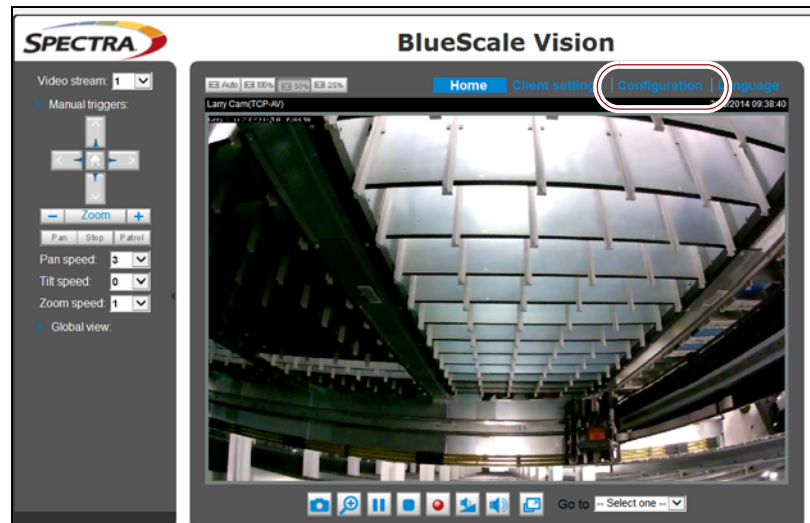 SPECTRA
BlueScale Vision
Video stream: 1
Manual triggers:
Zoom
Pan Stop Patrol
Pan speed: 3
Tilt speed: 0
Zoom speed: 1
Global view:
Auto 100% 50% 25%
Home Client settings Configuration Language
Larry Cam(TCP-AV)
2014 09:38:40
Go to -- Select one --